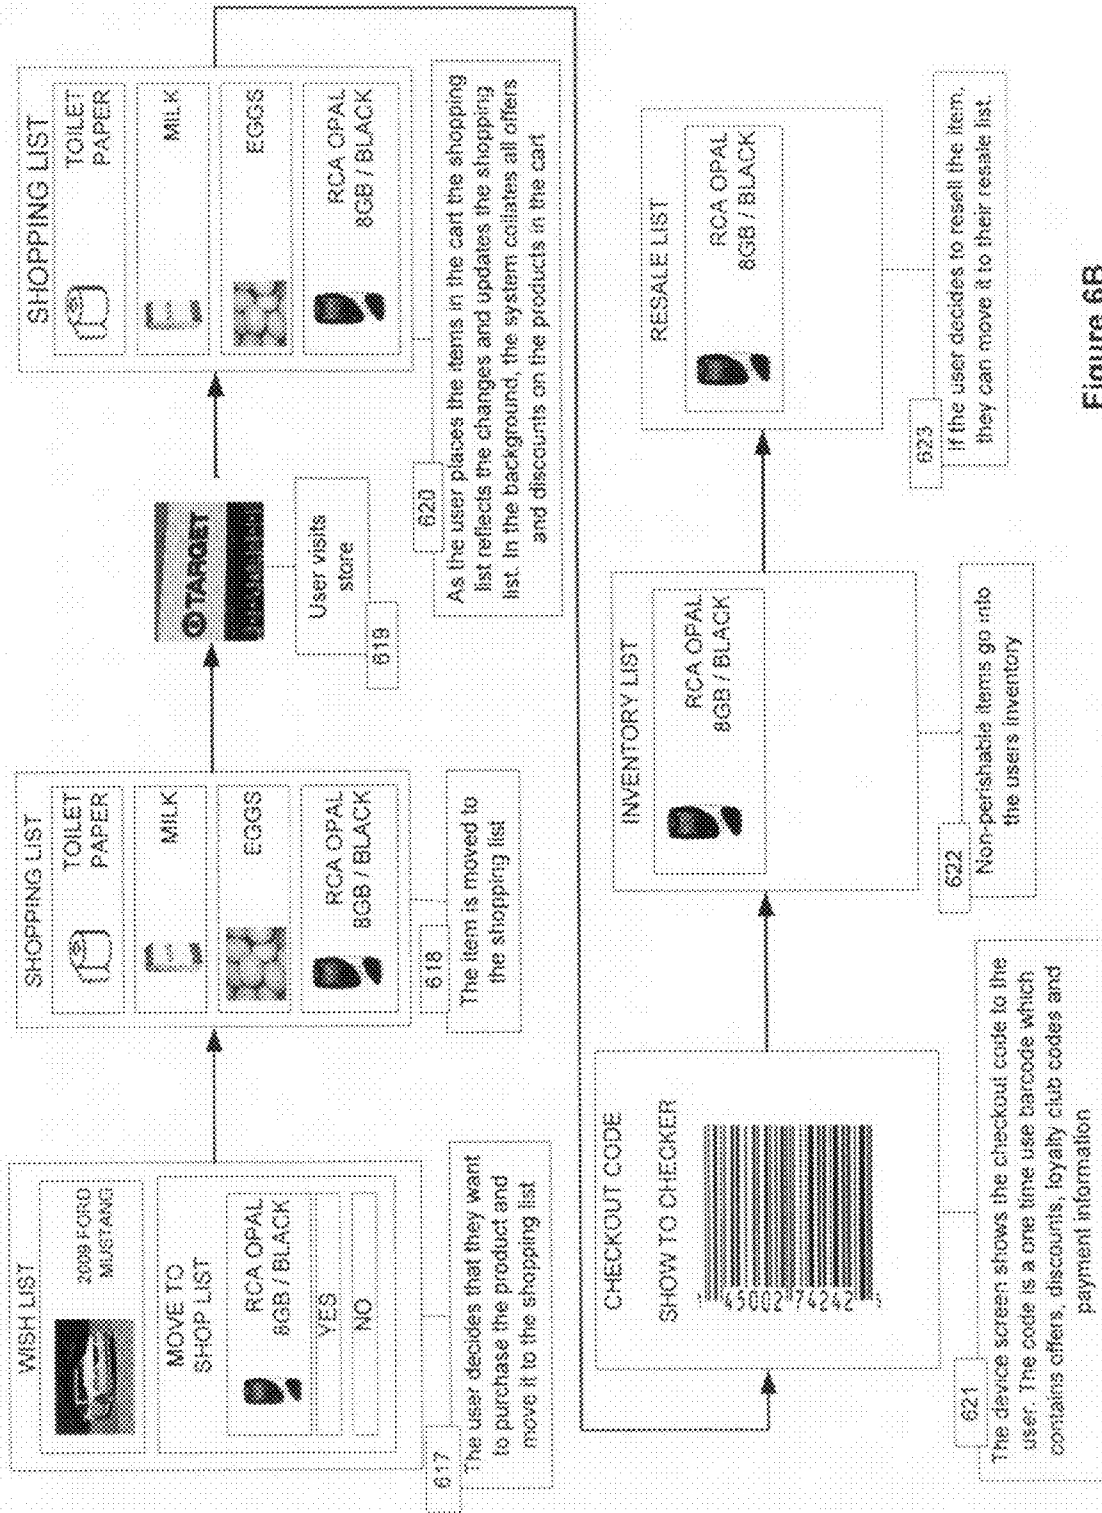 WISH LIST
2009 FORD
MUSTANG
MOVE TO
SHOP LIST
RCA OPAL
8GB / BLACK
YES
NO
617
The user decides that they want
to purchase the product and
move it to the shopping list
SHOPPING LIST
TOILET
PAPER
MILK
EGGS
RCA OPAL
8GB / BLACK
618
The item is moved to
the shopping list
TARGET
User visits
store
619
SHOPPING LIST
TOILET
PAPER
MILK
EGGS
RCA OPAL
8GB / BLACK
620
As the user places the items in the cart the shopping
list reflects the changes and updates the shopping
list. In the background, the system collates all offers
and discounts on the products in the cart
CHECKOUT CODE
SHOW TO CHECKER
45002 74242
621
The device screen shows the checkout code to the
user. The code is a one time use barcode which
contains offers, discounts, loyalty club codes and
payment information
INVENTORY LIST
RCA OPAL
8GB / BLACK
622
Non-perishable items go into
the users inventory
RESALE LIST
RCA OPAL
8GB / BLACK
623
If the user decides to resell the item,
they can move it to their resale list.
Figure 6B